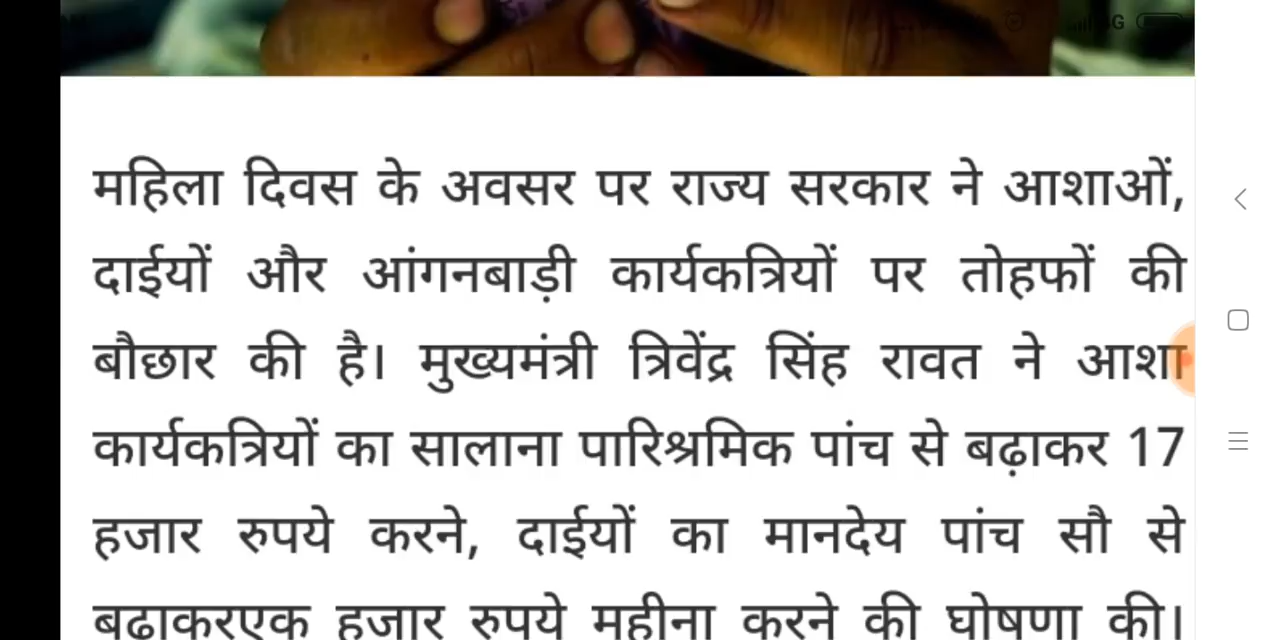 G
महिला दिवस के अवसर पर राज्य सरकार ने आशाओं,
दाईयों और आंगनबाड़ी कार्यकत्रियों पर तोहफों की
बौछार की है। मुख्यमंत्री त्रिवेंद्र सिंह रावत ने आशा
कार्यकत्रियों का सालाना पारिश्रमिक पांच से बढ़ाकर 17
हजार रुपये करने, दाईयों का मानदेय पांच सौ से
बढाकरएक हजार रुपये महीना करने की घोषणा की।